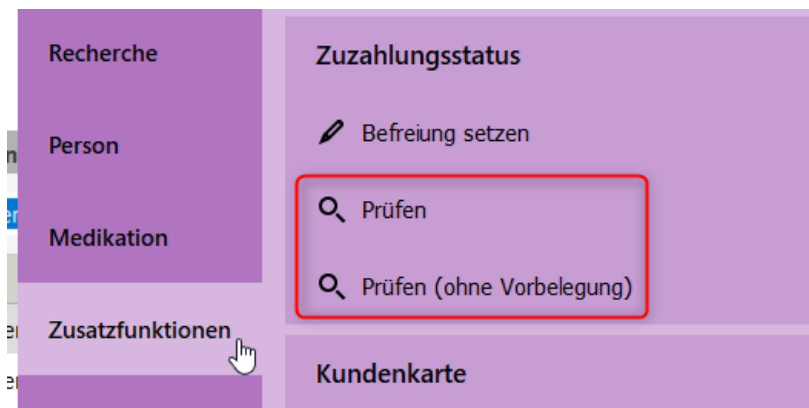 Recherche
Person
Medikation
Zusatzfunktionen
Zuzahlungsstatus
Befreiung setzen
Prüfen
Prüfen (ohne Vorbelegung)
Kundenkarte